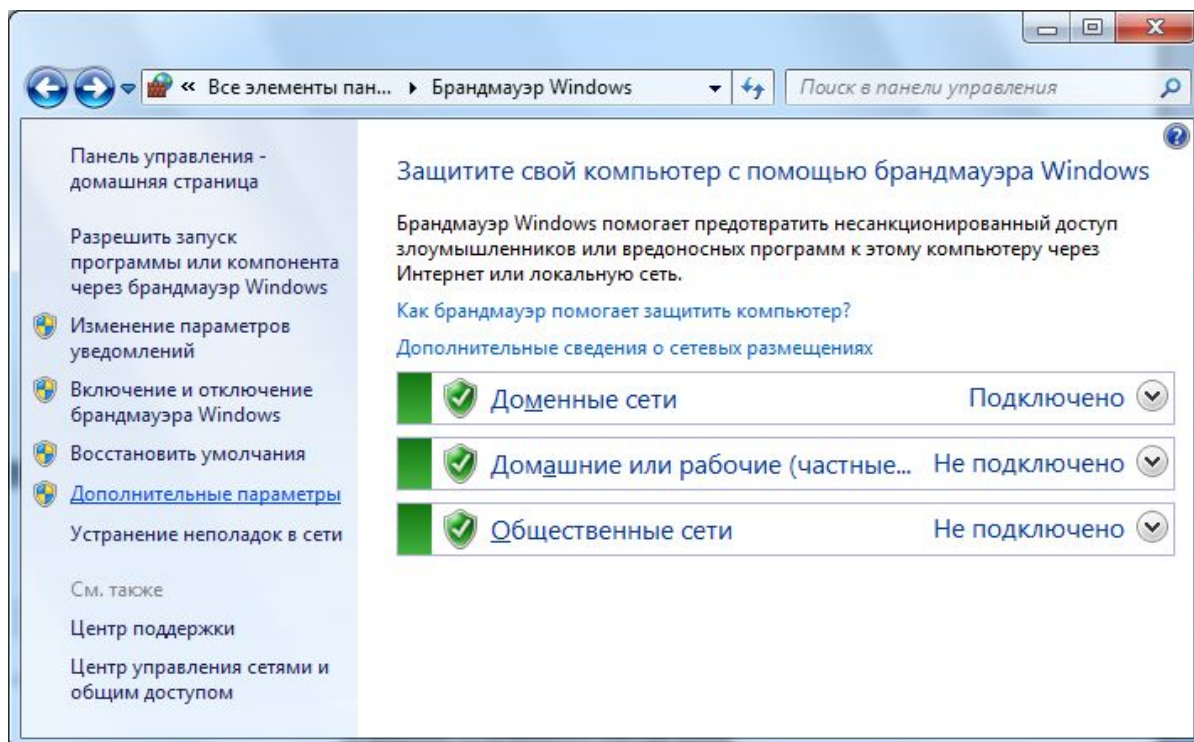 « Все элементы пан... ▸ Брандмауэр Windows
Поиск в панели управления
Панель управления -
домашняя страница
Разрешить запуск
программы или компонента
через брандмауэр Windows
Изменение параметров
уведомлений
Включение и отключение
брандмауэра Windows
Восстановить умолчания
Дополнительные параметры
Устранение неполадок в сети
См. также
Центр поддержки
Центр управления сетями и
общим доступом
Защитите свой компьютер с помощью брандмауэра Windows
Брандмауэр Windows помогает предотвратить несанкционированный доступ
злоумышленников или вредоносных программ к этому компьютеру через
Интернет или локальную сеть.
Как брандмауэр помогает защитить компьютер?
Дополнительные сведения о сетевых размещениях
Доменные сети Подключено
Домашние или рабочие (частные... Не подключено
Общественные сети Не подключено